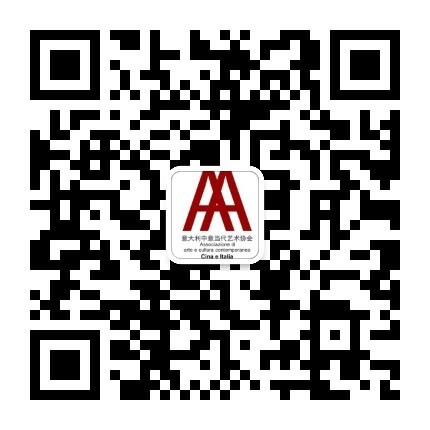 意大利中意当代艺术协会
Associazione di
arte e cultura contemporanea
Cina e Italia